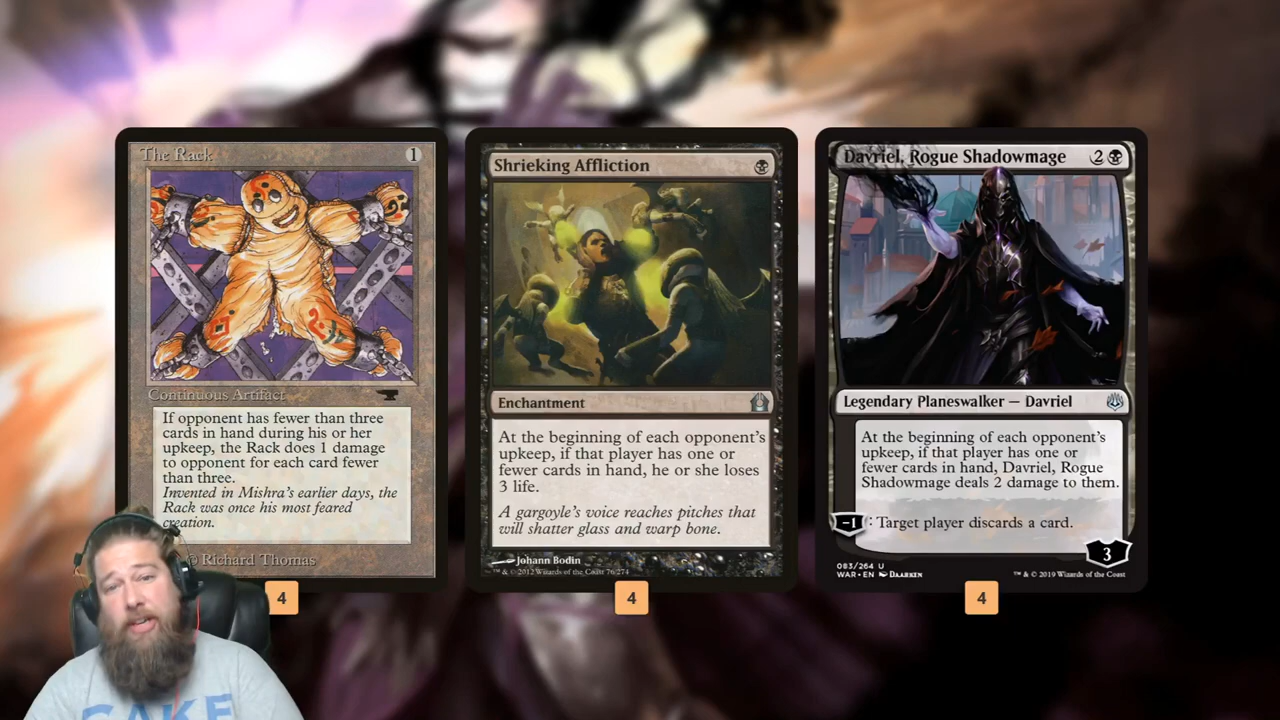 The Rack 1
Continuous Artifact
If opponent has fewer than three
cards in hand during his or her
upkeep, the Rack does 1 damage
to opponent for each card fewer
than three.
Invented in Mishra's earlier days, the
Rack was once his most feared
creation.
© Richard Thomas
4
Shrieking Affliction
Enchantment
At the beginning of each opponent's
upkeep, if that player has one or
fewer cards in hand, he or she loses
3 life.
A gargoyle's voice reaches pitches that
will shatter glass and warp bone.
Johann Bodin
™ & © 2012 Wizards of the Coast 76/274
4
Davriel, Rogue Shadowmage 2
Legendary Planeswalker — Davriel
At the beginning of each opponent's
upkeep, if that player has one or
fewer cards in hand, Davriel, Rogue
Shadowmage deals 2 damage to them.
−1: Target player discards a card.
3
083/264 U
WAR • EN Daarken
™ & © 2019 Wizards of the Coast
4
CAKE